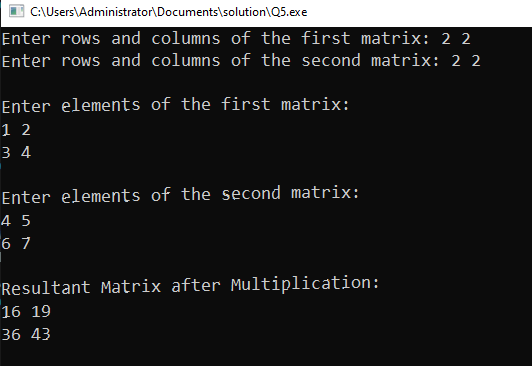 C:\Users\Administrator\Documents\solution\Q5.exe
Enter rows and columns of the first matrix: 2 2
Enter rows and columns of the second matrix: 2 2
Enter elements of the first matrix:
1 2
3 4
Enter elements of the second matrix:
4 5
6 7
Resultant Matrix after Multiplication:
16 19
36 43